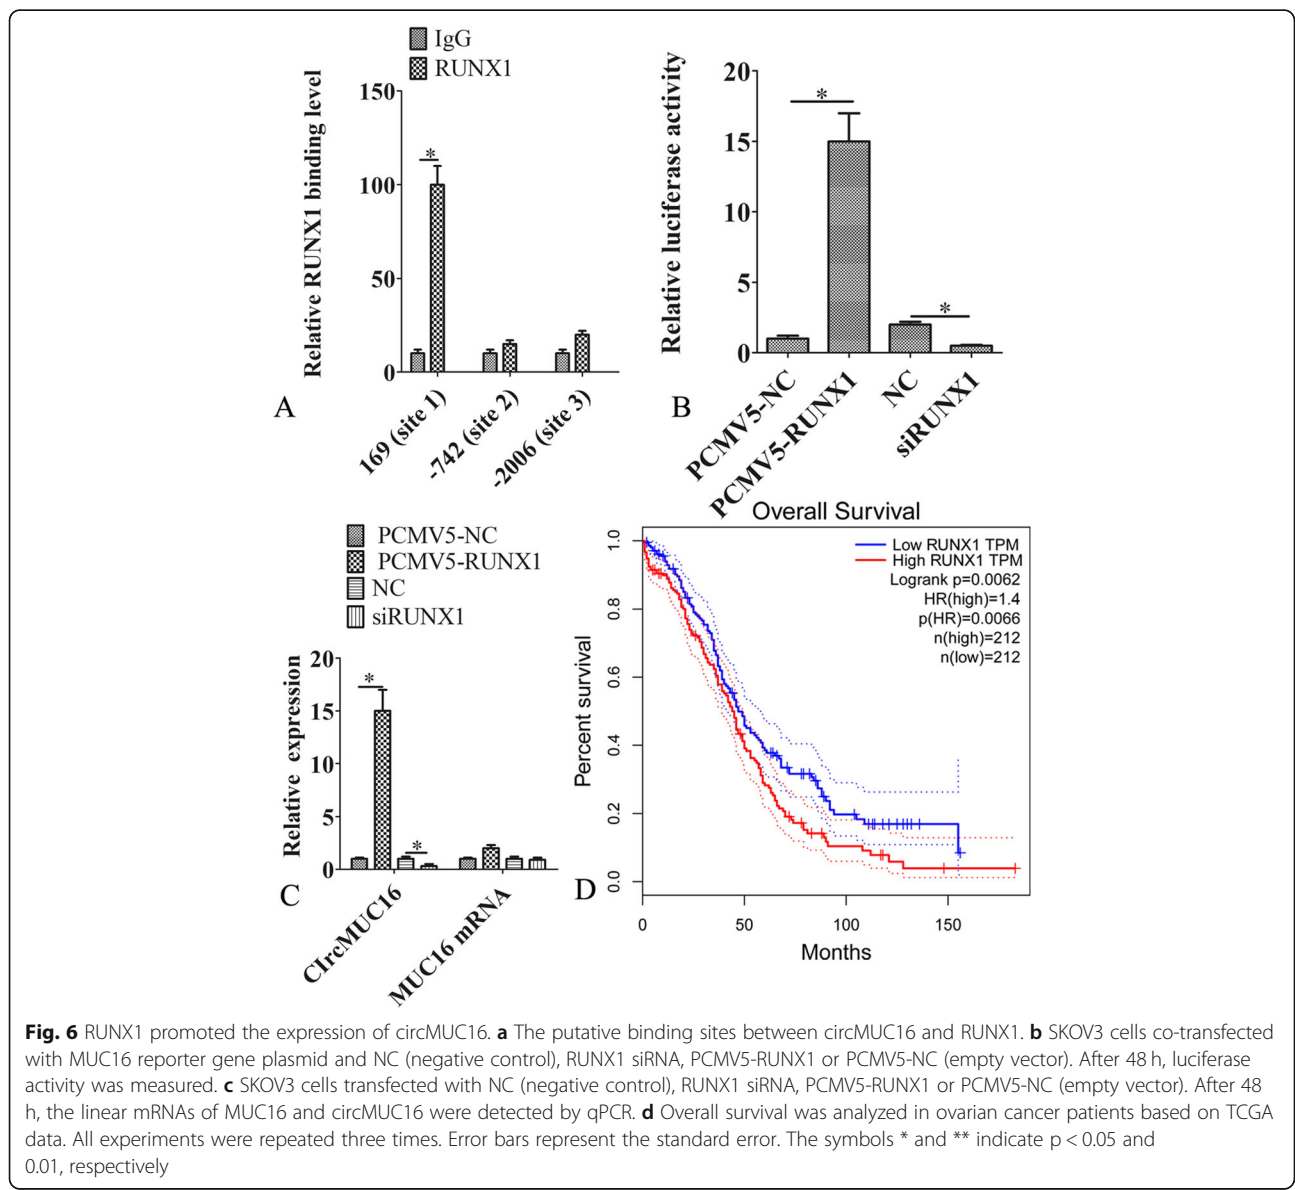 IgG
RUNX1
Relative RUNX1 binding level
150
100
50
0
*
169 (site 1)
-742 (site 2)
-2006 (site 3)
A
Relative luciferase activity
20
15
10
5
0
*
*
PCMV5-NC
PCMV5-RUNX1
NC
siRUNX1
B
PCMV5-NC
PCMV5-RUNX1
NC
siRUNX1
Relative expression
20
15
10
5
0
*
*
CIrcMUC16
MUC16 mRNA
C
Overall Survival
Low RUNX1 TPM
High RUNX1 TPM
Logrank p=0.0062
HR(high)=1.4
p(HR)=0.0066
n(high)=212
n(low)=212
Percent survival
1.0
0.8
0.6
0.4
0.2
0.0
0
50
100
150
Months
D
Fig. 6 RUNX1 promoted the expression of circMUC16. a The putative binding sites between circMUC16 and RUNX1. b SKOV3 cells co-transfected
with MUC16 reporter gene plasmid and NC (negative control), RUNX1 siRNA, PCMV5-RUNX1 or PCMV5-NC (empty vector). After 48 h, luciferase
activity was measured. c SKOV3 cells transfected with NC (negative control), RUNX1 siRNA, PCMV5-RUNX1 or PCMV5-NC (empty vector). After 48
h, the linear mRNAs of MUC16 and circMUC16 were detected by qPCR. d Overall survival was analyzed in ovarian cancer patients based on TCGA
data. All experiments were repeated three times. Error bars represent the standard error. The symbols * and ** indicate p < 0.05 and
0.01, respectively